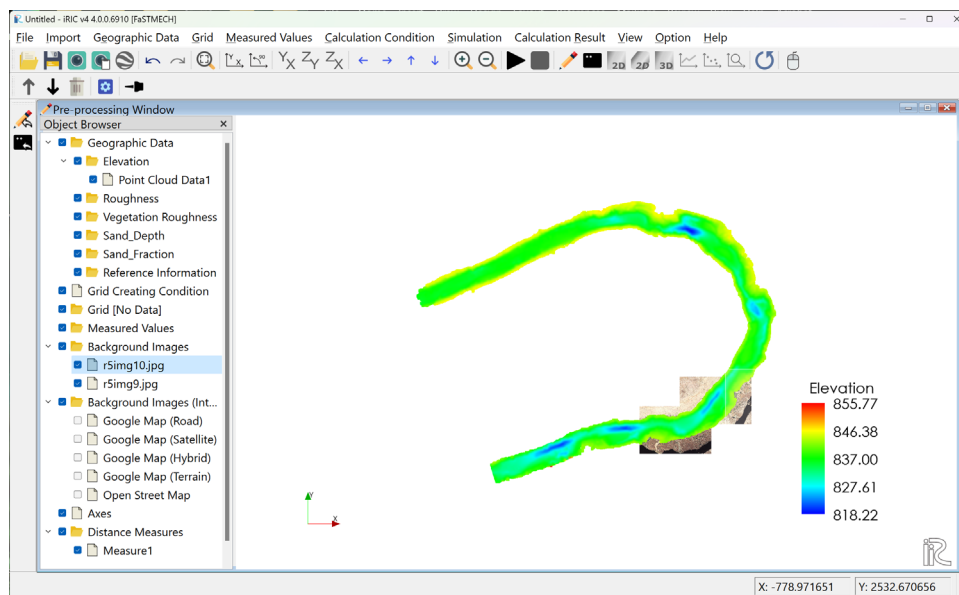 Untitled - iRIC v4 4.0.0.6910 [FaSTMECH]
File Import Geographic Data Grid Measured Values Calculation Condition Simulation Calculation Result View Option Help
2D 2D 3D
Pre-processing Window
Object Browser
Geographic Data
Elevation
Point Cloud Data1
Roughness
Vegetation Roughness
Sand_Depth
Sand_Fraction
Reference Information
Grid Creating Condition
Grid [No Data]
Measured Values
Background Images
r5img10.jpg
r5img9.jpg
Background Images (Int...
Google Map (Road)
Google Map (Satellite)
Google Map (Hybrid)
Google Map (Terrain)
Open Street Map
Axes
Distance Measures
Measure1
Elevation
855.77
846.38
837.00
827.61
818.22
Y
X
iRIC
X: -778.971651 Y: 2532.670656